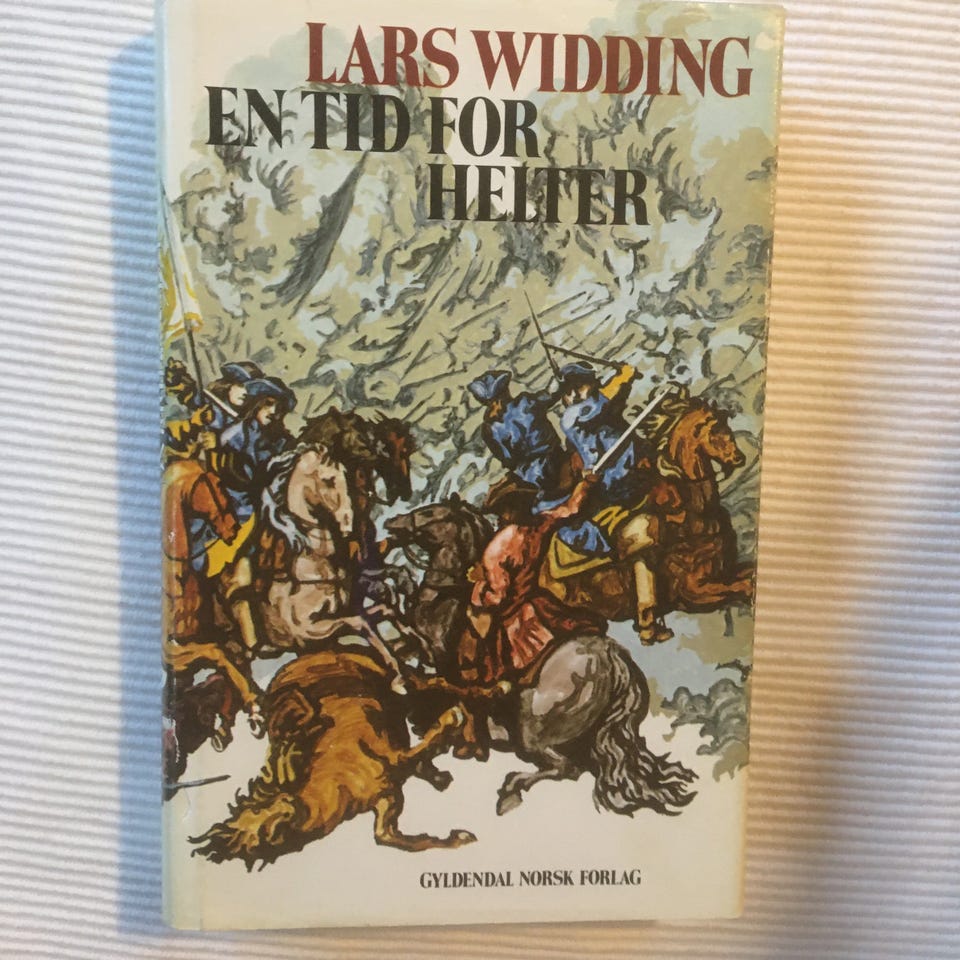 LARS WIDDING
EN TID FOR
HELTER
GYLDENDAL NORSK FORLAG